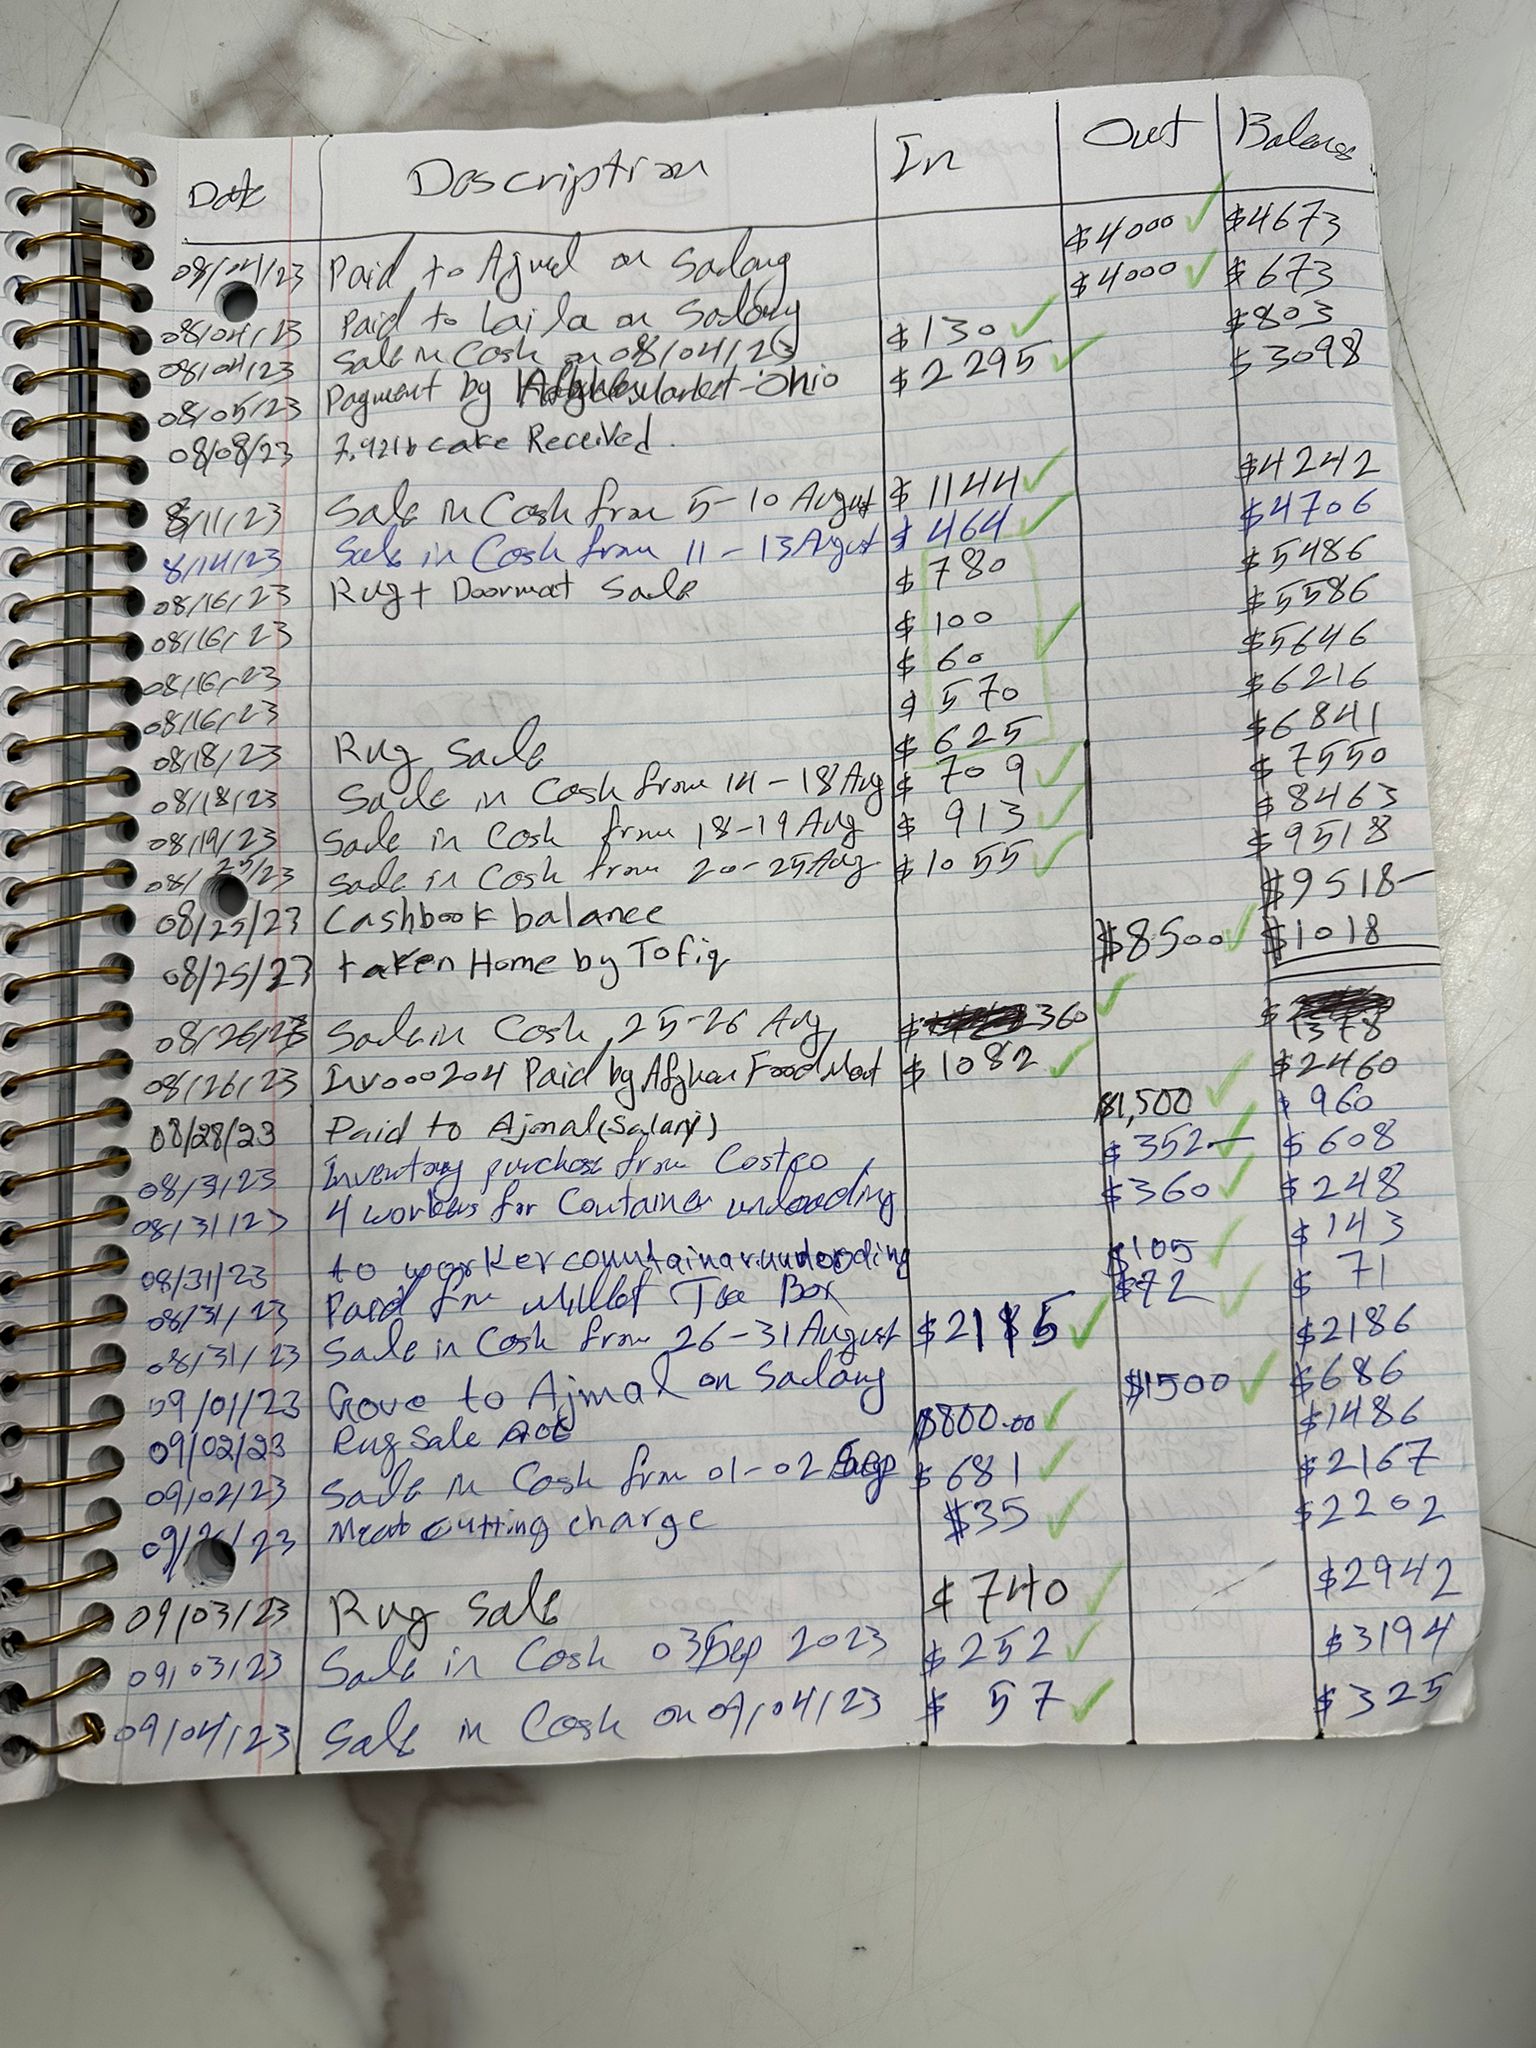 Date Description In Out Balance
08/04/23 Paid to Ajmal on Salary $4000 ✓ $4673
08/04/23 Paid to Laila on Salary $4000 ✓ $673
08/04/23 Sale in Cash on 08/04/23 $130 ✓ $803
08/05/23 Payment by Market-Ohio $2295 ✓ $3098
08/08/23 7.92 lb cake Received.
8/11/23 Sale in Cash from 5-10 August $1144 ✓ $4242
8/14/23 Sale in Cash from 11-13 August $464 ✓ $4706
08/16/23 Rug + Doormat Sale $780 $5486
08/16/23 $100 $5586
08/16/23 $60 ✓ $5646
08/16/23 $570 $6216
08/18/23 Rug Sale $625 $6841
08/18/23 Sale in Cash from 14-18 Aug $709 ✓ $7550
08/19/23 Sale in Cash from 18-19 Aug $913 ✓ $8463
08/25/23 Sale in Cash from 20-25 Aug $1055 ✓ $9518
08/25/23 Cashbook balance $9518-
08/25/23 taken Home by Tofiq $8500 ✓ $1018
08/26/23 Sale in Cash 25-26 Aug, $360 ✓ $1378
08/26/23 Inv000204 Paid by Afghan Food Mart $1082 ✓ $2460
08/28/23 Paid to Ajmal (Salary) $1,500 ✓ $960
08/31/23 Inventory purchase from Costco $352- ✓ $608
08/31/23 4 workers for Container unloading $360 ✓ $248
08/31/23 to worker countainar unloding $105 ✓ $143
08/31/23 Paid for Millat Tea Box $72 ✓ $71
08/31/23 Sale in Cash from 26-31 August $2115 ✓ $2186
09/01/23 Gave to Ajmal on Salary $1500 ✓ $686
09/02/23 Rug Sale $800.00 ✓ $1486
09/02/23 Sale in Cash from 01-02 Sep $681 ✓ $2167
09/ /23 Meat cutting charge $35 ✓ $2202
09/03/23 Rug Sale $740 ✓ $2942
09/03/23 Sale in Cash 03 Sep 2023 $252 ✓ $3194
09/04/23 Sale in Cash on 09/04/23 $57 ✓ $325